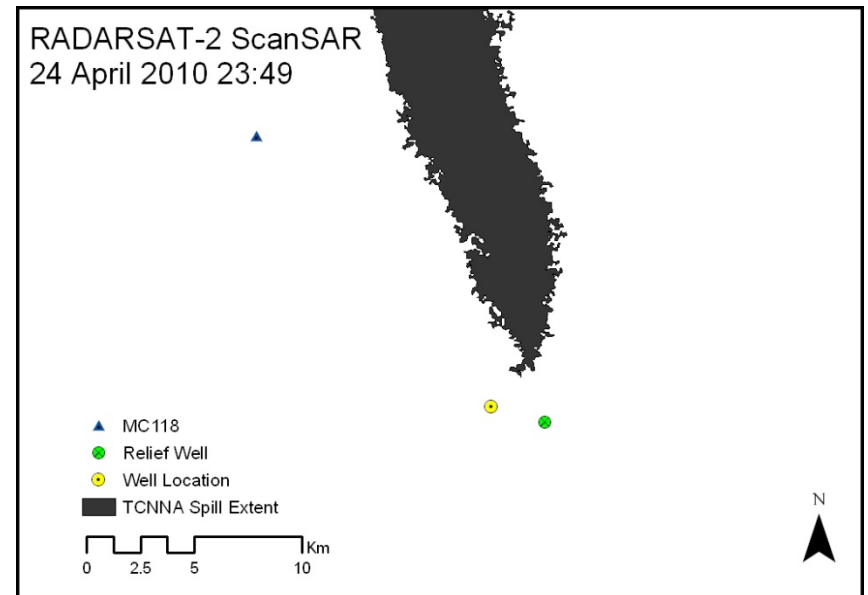 RADARSAT-2 ScanSAR
24 April 2010 23:49
MC118
Relief Well
Well Location
TCNNA Spill Extent
N
Km
0 2.5 5 10